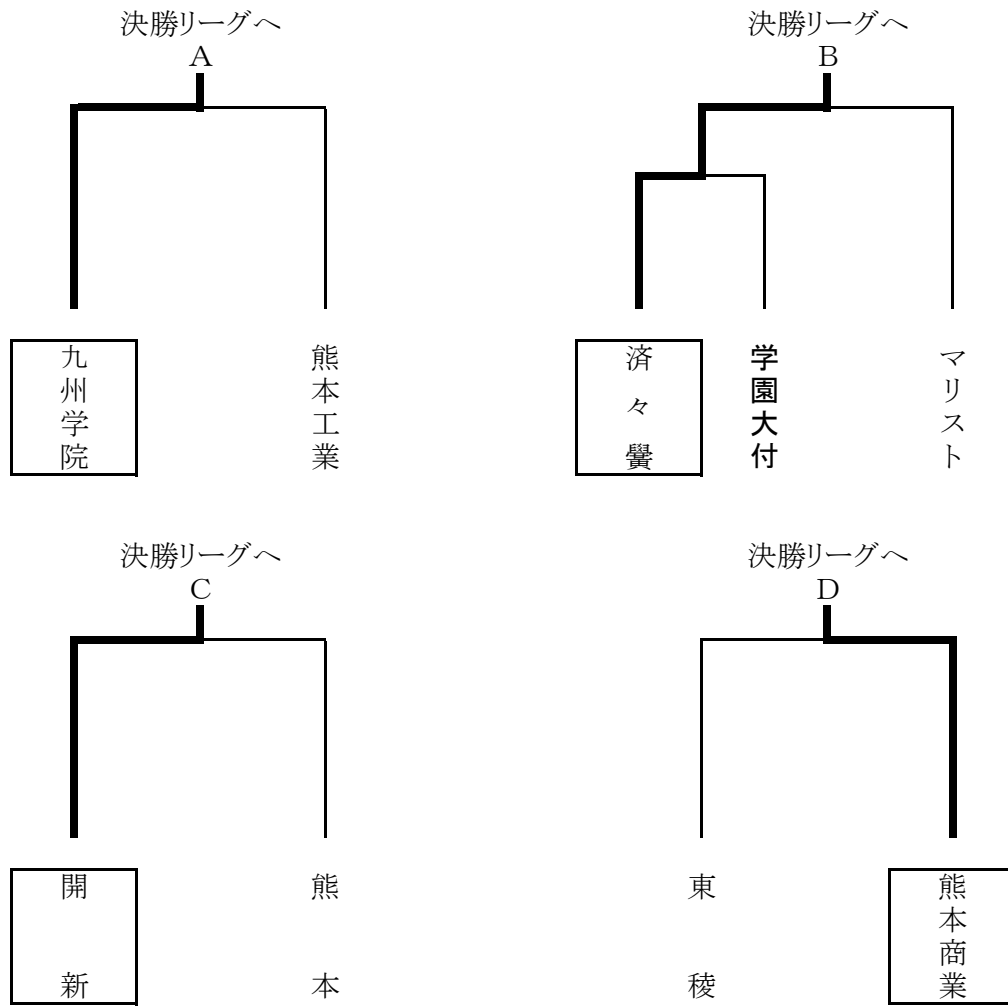 決勝リーグへ
A
決勝リーグへ
B
九州学院
熊本工業
済々黌
学園大付
マリスト
決勝リーグへ
C
決勝リーグへ
D
開新
熊本
東稜
熊本商業